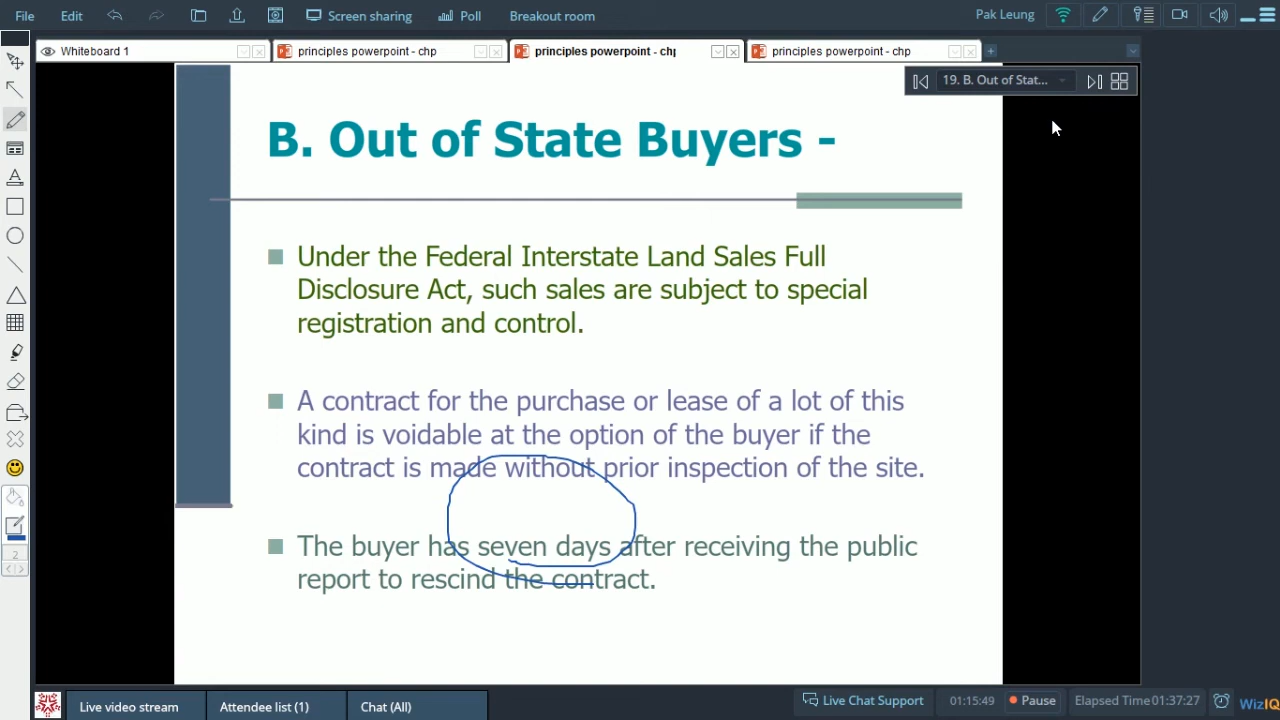 File Edit Screen sharing Poll Breakout room Pak Leung
Whiteboard 1 principles powerpoint - chp principles powerpoint - chp principles powerpoint - chp
19. B. Out of Stat...
B. Out of State Buyers -
Under the Federal Interstate Land Sales Full
Disclosure Act, such sales are subject to special
registration and control.
A contract for the purchase or lease of a lot of this
kind is voidable at the option of the buyer if the
contract is made without prior inspection of the site.
The buyer has seven days after receiving the public
report to rescind the contract.
2
Live video stream Attendee list (1) Chat (All) Live Chat Support 01:15:49 Pause Elapsed Time 01:37:27 WizIQ